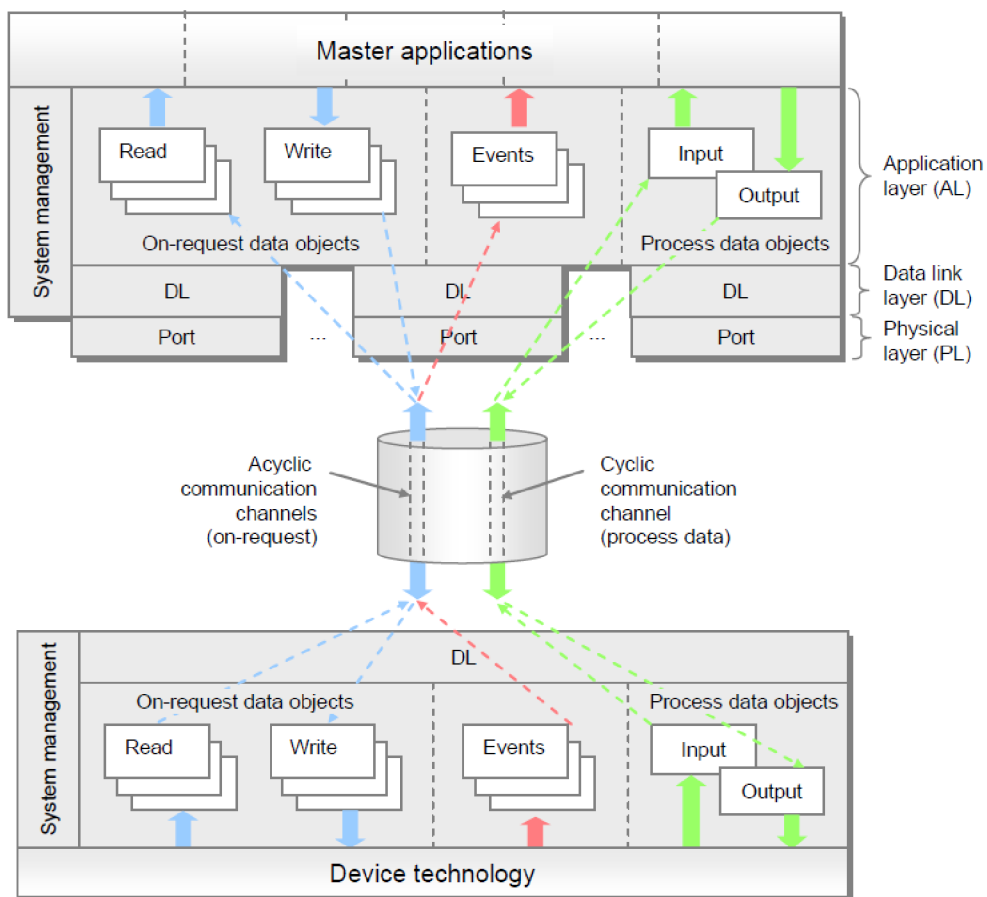 Master applications
System management
Read
Write
Events
Input
Output
On-request data objects
Process data objects
Application
layer (AL)
DL
DL
DL
Data link
layer (DL)
Port
...
Port
...
Port
Physical
layer (PL)
Acyclic
communication
channels
(on-request)
Cyclic
communication
channel
(process data)
System management
DL
On-request data objects
Process data objects
Read
Write
Events
Input
Output
Device technology